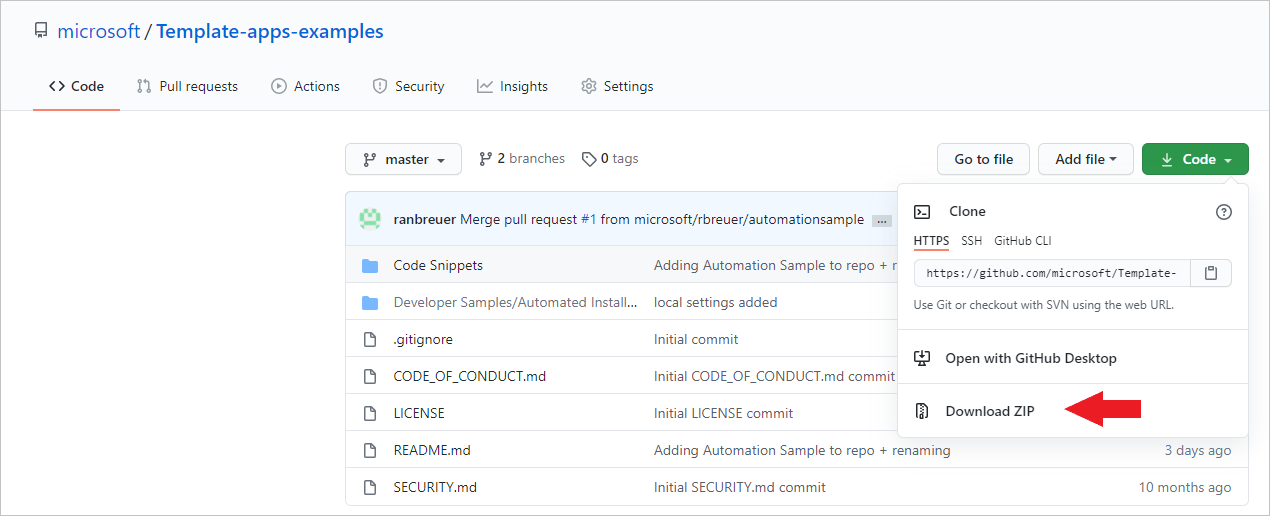 microsoft / Template-apps-examples
Code Pull requests Actions Security Insights Settings
master 2 branches 0 tags Go to file Add file Code
ranbreuer Merge pull request #1 from microsoft/rbreuer/automationsample ...
Clone
HTTPS SSH GitHub CLI
https://github.com/microsoft/Template-
Use Git or checkout with SVN using the web URL.
Open with GitHub Desktop
Download ZIP
Code Snippets Adding Automation Sample to repo + r
Developer Samples/Automated Install... local settings added
.gitignore Initial commit
CODE_OF_CONDUCT.md Initial CODE_OF_CONDUCT.md commit
LICENSE Initial LICENSE commit
README.md Adding Automation Sample to repo + renaming 3 days ago
SECURITY.md Initial SECURITY.md commit 10 months ago